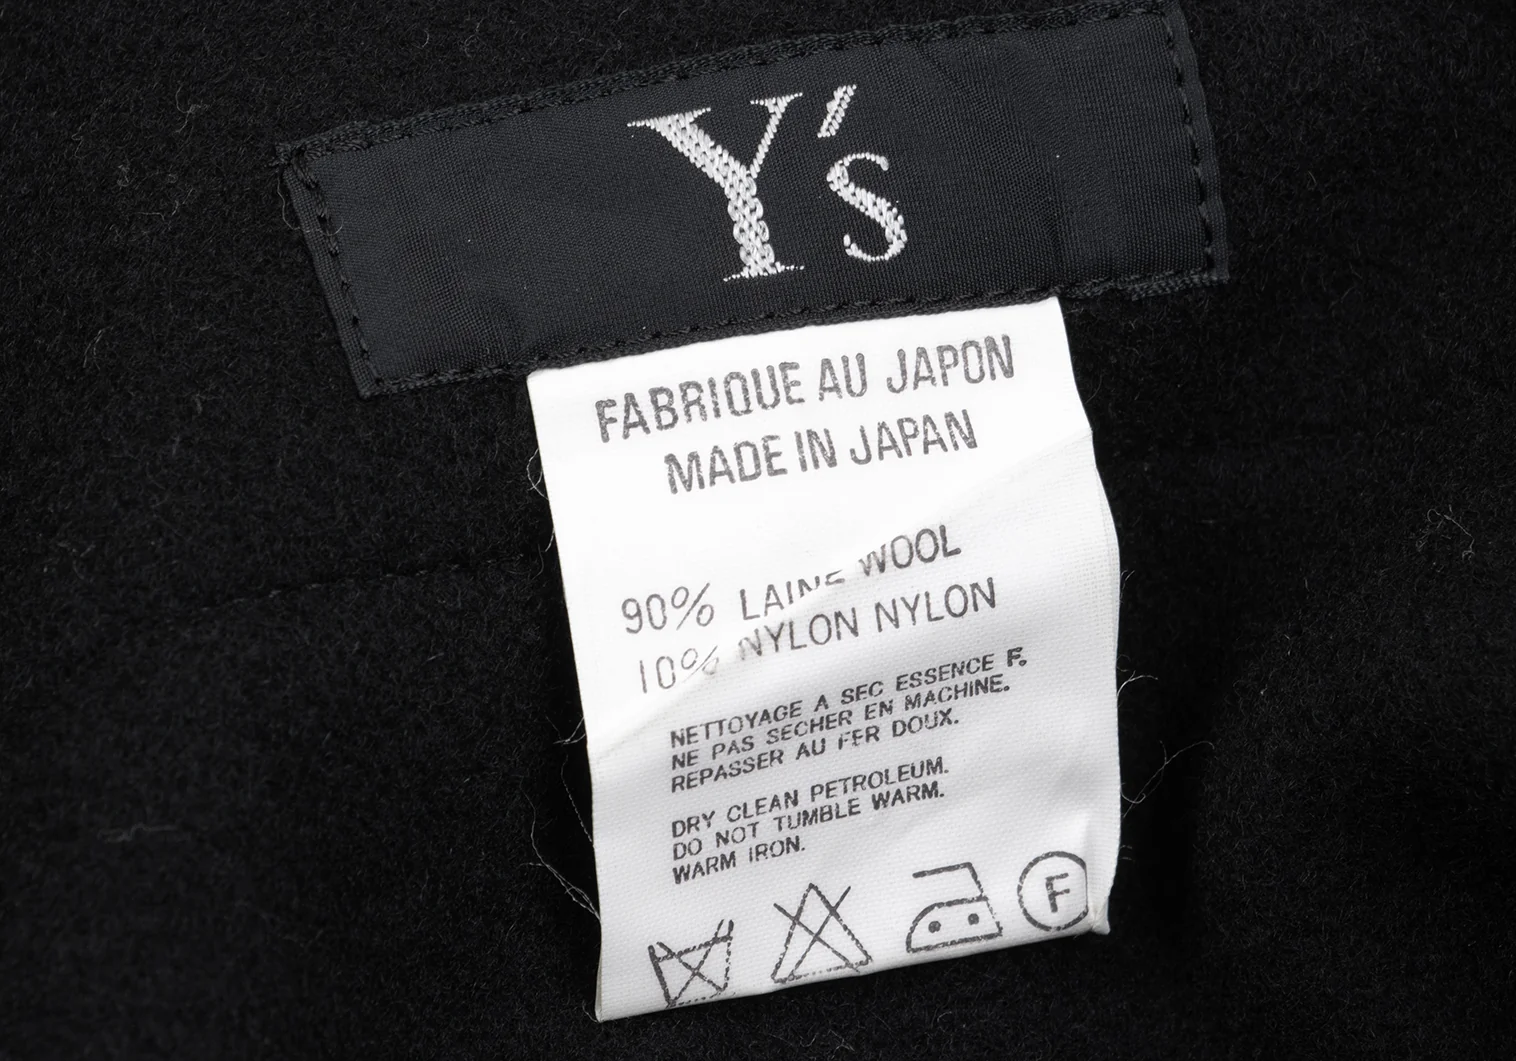 Y's
FABRIQUE AU JAPON
MADE IN JAPAN
90% LAINE WOOL
10% NYLON NYLON
NETTOYAGE A SEC ESSENCE F.
NE PAS SECHER EN MACHINE.
REPASSER AU FER DOUX.
DRY CLEAN PETROLEUM.
DO NOT TUMBLE WARM.
WARM IRON.
F